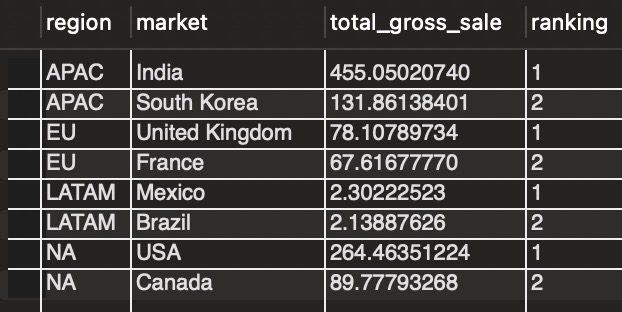 region market total_gross_sale ranking
APAC India 455.05020740 1
APAC South Korea 131.86138401 2
EU United Kingdom 78.10789734 1
EU France 67.61677770 2
LATAM Mexico 2.30222523 1
LATAM Brazil 2.13887626 2
NA USA 264.46351224 1
NA Canada 89.77793268 2